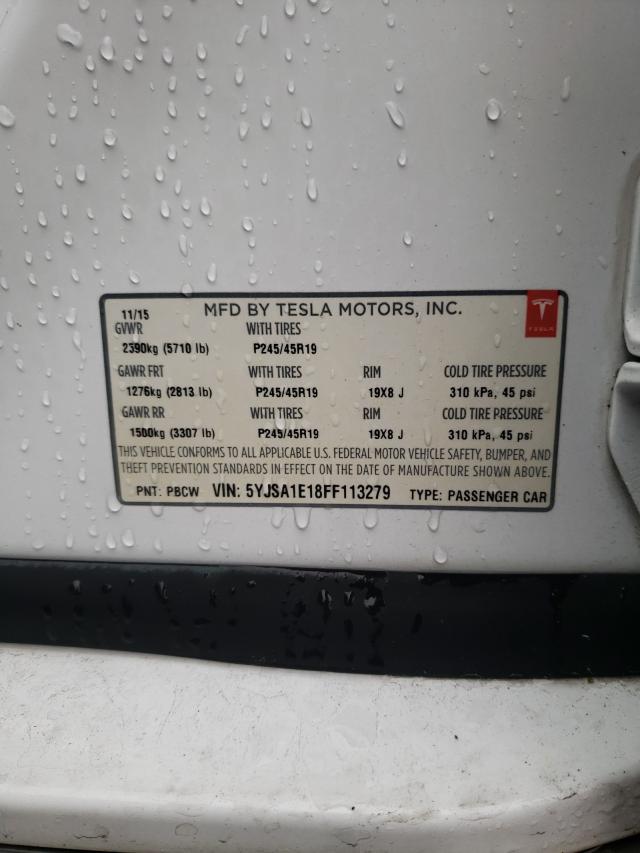 11/15 MFD BY TESLA MOTORS, INC.
TESLA
GVWR WITH TIRES
2390kg (5710 lb) P245/45R19
GAWR FRT WITH TIRES RIM COLD TIRE PRESSURE
1276kg (2813 lb) P245/45R19 19X8 J 310 kPa, 45 psi
GAWR RR WITH TIRES RIM COLD TIRE PRESSURE
1500kg (3307 lb) P245/45R19 19X8 J 310 kPa, 45 psi
THIS VEHICLE CONFORMS TO ALL APPLICABLE U.S. FEDERAL MOTOR VEHICLE SAFETY, BUMPER, AND
THEFT PREVENTION STANDARDS IN EFFECT ON THE DATE OF MANUFACTURE SHOWN ABOVE.
PNT: PBCW VIN: 5YJSA1E18FF113279 TYPE: PASSENGER CAR